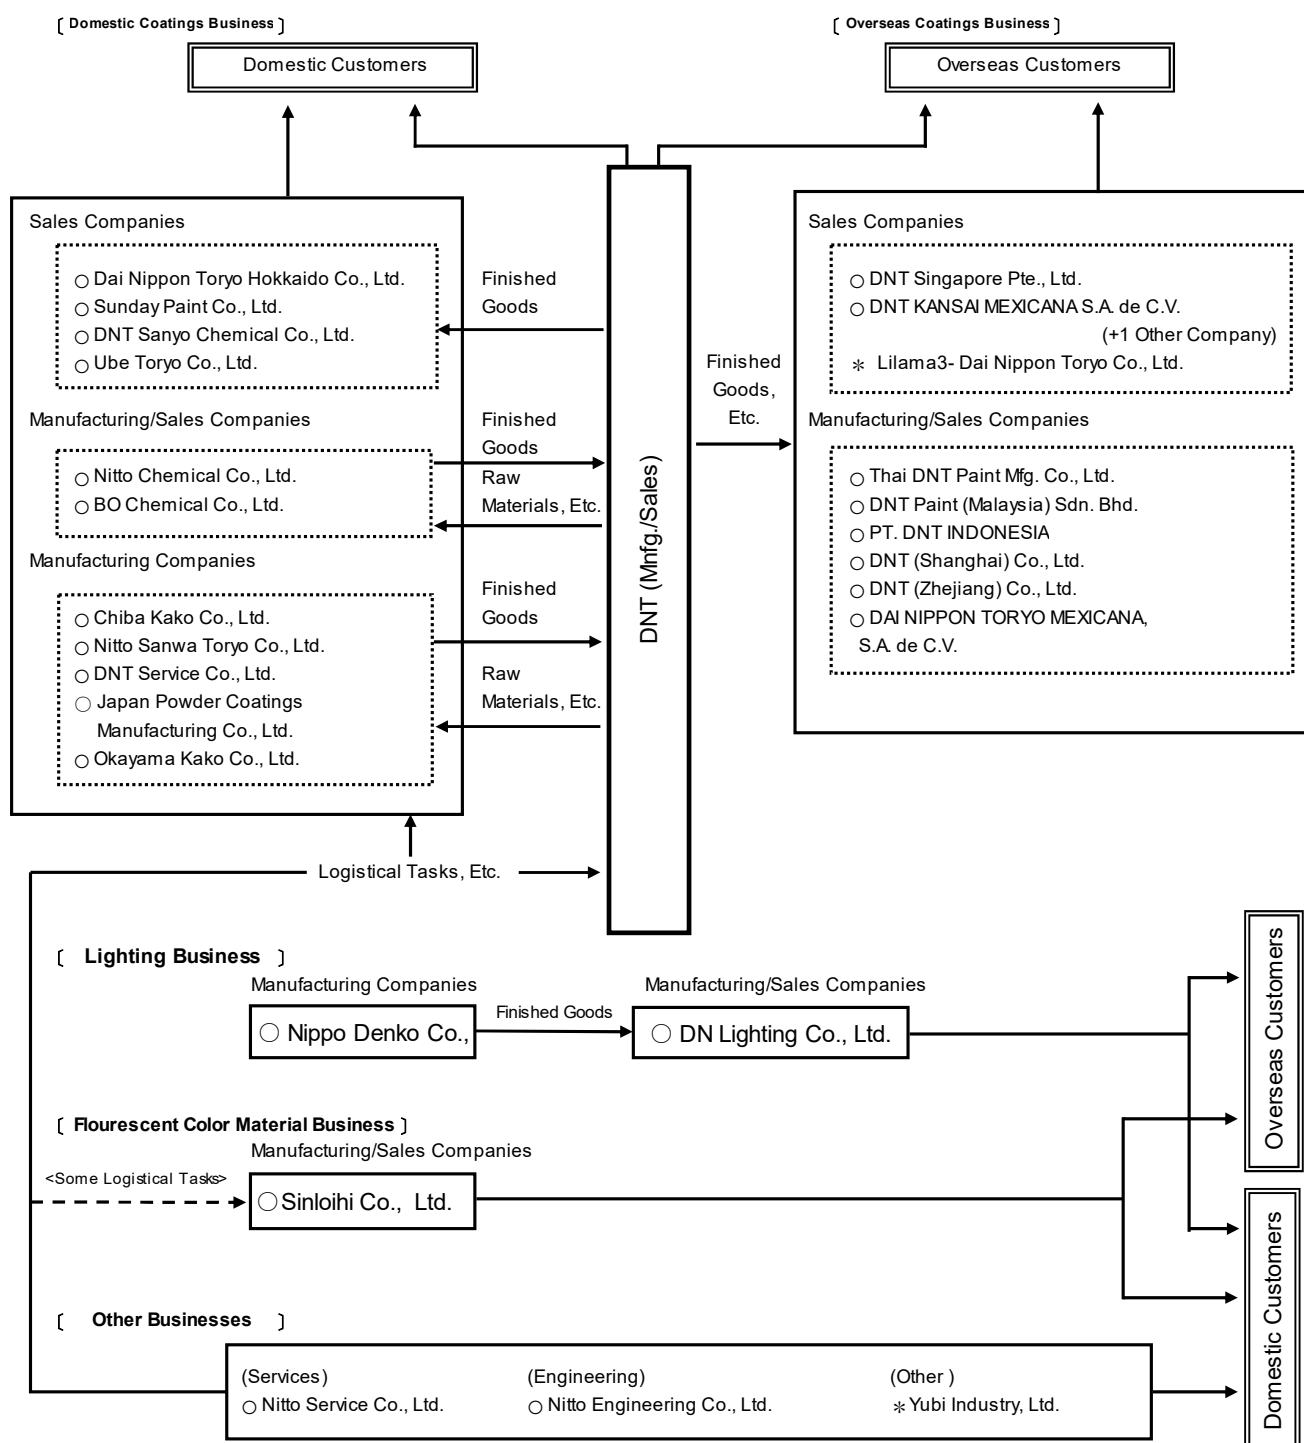 〔 Domestic Coatings Business 〕
〔 Overseas Coatings Business 〕
Domestic Customers
Overseas Customers
Sales Companies
○ Dai Nippon Toryo Hokkaido Co., Ltd.
○ Sunday Paint Co., Ltd.
○ DNT Sanyo Chemical Co., Ltd.
○ Ube Toryo Co., Ltd.
Manufacturing/Sales Companies
○ Nitto Chemical Co., Ltd.
○ BO Chemical Co., Ltd.
Manufacturing Companies
○ Chiba Kako Co., Ltd.
○ Nitto Sanwa Toryo Co., Ltd.
○ DNT Service Co., Ltd.
○ Japan Powder Coatings
Manufacturing Co., Ltd.
○ Okayama Kako Co., Ltd.
Finished
Goods
Finished
Goods
Raw
Materials, Etc.
Finished
Goods
Raw
Materials, Etc.
DNT (Mnfg./Sales)
Finished
Goods,
Etc.
Sales Companies
○ DNT Singapore Pte., Ltd.
○ DNT KANSAI MEXICANA S.A. de C.V.
(+1 Other Company)
＊ Lilama3- Dai Nippon Toryo Co., Ltd.
Manufacturing/Sales Companies
○ Thai DNT Paint Mfg. Co., Ltd.
○ DNT Paint (Malaysia) Sdn. Bhd.
○ PT. DNT INDONESIA
○ DNT (Shanghai) Co., Ltd.
○ DNT (Zhejiang) Co., Ltd.
○ DAI NIPPON TORYO MEXICANA,
S.A. de C.V.
Logistical Tasks, Etc.
〔 Lighting Business 〕
Manufacturing Companies
○ Nippo Denko Co.,
Finished Goods
Manufacturing/Sales Companies
○ DN Lighting Co., Ltd.
Overseas Customers
〔 Flourescent Color Material Business 〕
Manufacturing/Sales Companies
<Some Logistical Tasks>
○ Sinloihi Co., Ltd.
Domestic Customers
〔 Other Businesses 〕
(Services)
○ Nitto Service Co., Ltd.
(Engineering)
○ Nitto Engineering Co., Ltd.
(Other )
＊Yubi Industry, Ltd.